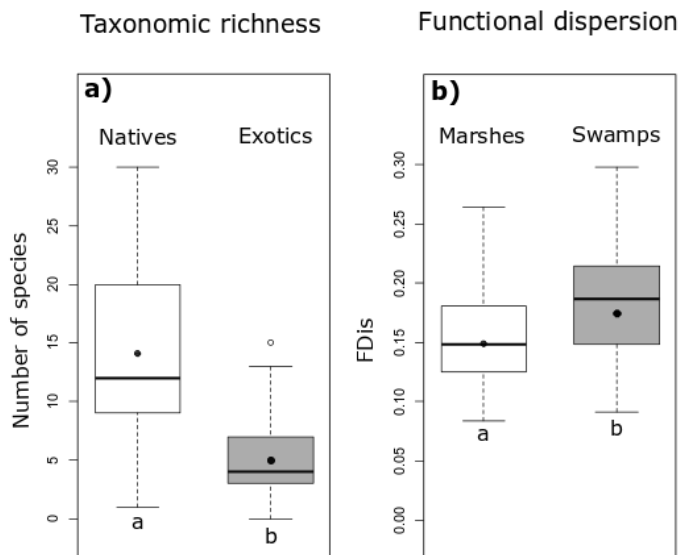 Taxonomic richness
Functional dispersion
a)
Natives
Exotics
Number of species
30
25
20
15
10
5
0
a
b
b)
Marshes
Swamps
FDis
0.30
0.25
0.20
0.15
0.10
0.05
0.00
a
b